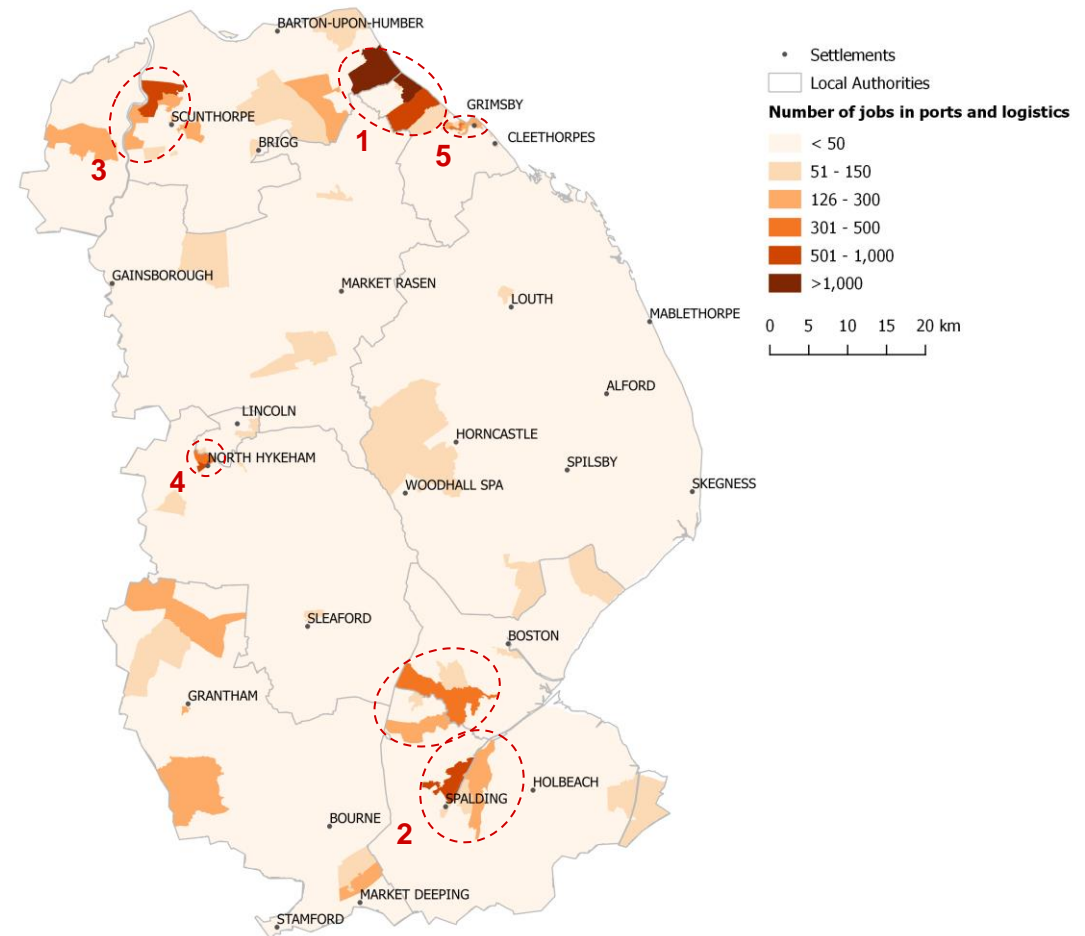 BARTON-UPON-HUMBER
GRIMSBY
SCUNTHORPE
CLEETHORPES
BRIGG
1
5
3
GAINSBOROUGH
MARKET RASEN
LOUTH
MABLETHORPE
ALFORD
LINCOLN
HORNCASTLE
NORTH HYKEHAM
SPILSBY
4
WOODHALL SPA
SKEGNESS
SLEAFORD
BOSTON
GRANTHAM
HOLBEACH
SPALDING
BOURNE
2
MARKET DEEPING
STAMFORD
Settlements
Local Authorities
Number of jobs in ports and logistics
< 50
51 - 150
126 - 300
301 - 500
501 - 1,000
>1,000
0 5 10 15 20 km